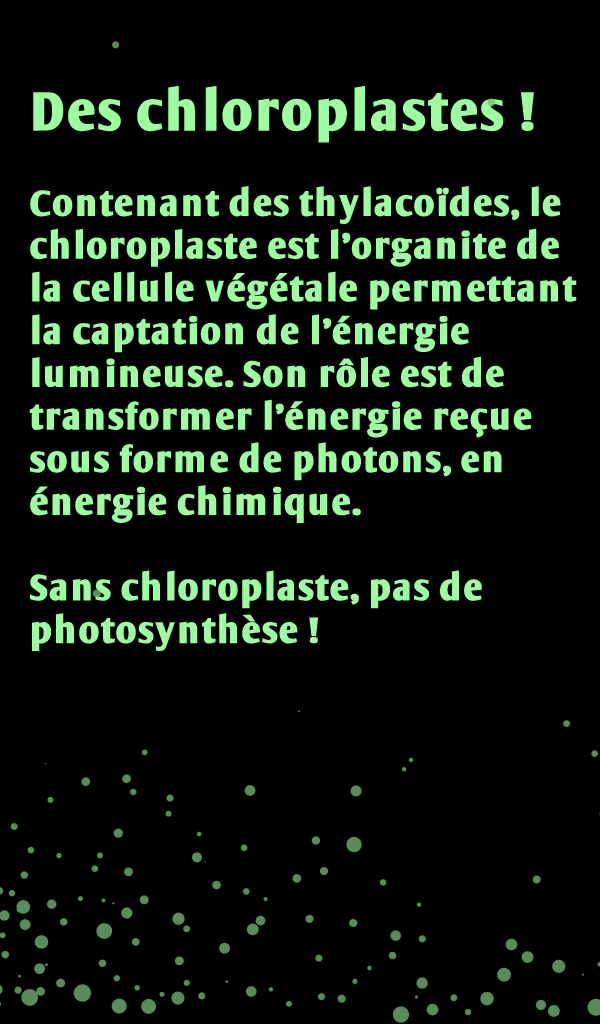 Des chloroplastes !
Contenant des thylacoïdes, le
chloroplaste est l’organite de
la cellule végétale permettant
la captation de l’énergie
lumineuse. Son rôle est de
transformer l’énergie reçue
sous forme de photons, en
énergie chimique.
Sans chloroplaste, pas de
photosynthèse !